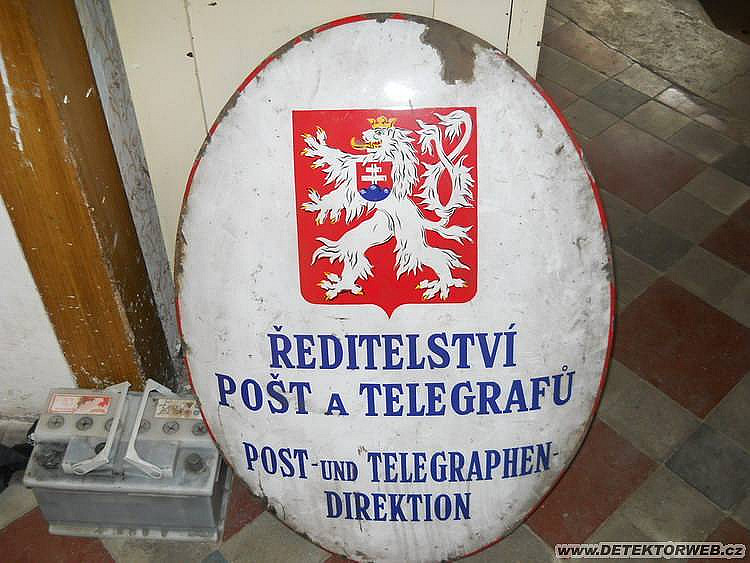 ŘEDITELSTVÍ
POŠT A TELEGRAFŮ
POST-UND TELEGRAPHEN-
DIREKTION
www.DETEKTORWEB.cz